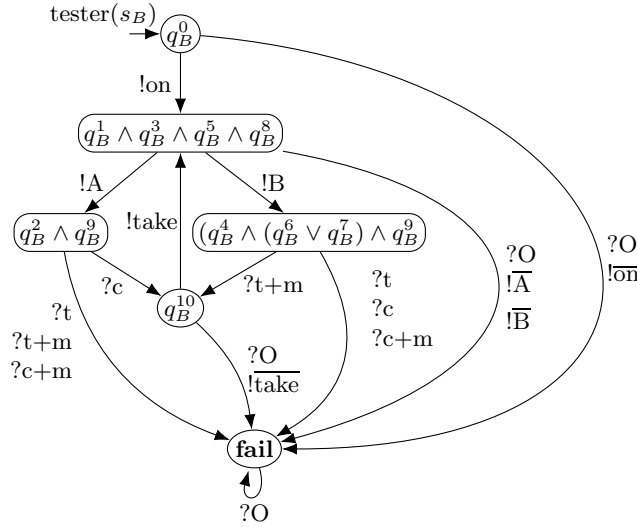 tester(s_B)
q_B^0
!on
q_B^1 ∧ q_B^3 ∧ q_B^5 ∧ q_B^8
!A
!B
!take
q_B^2 ∧ q_B^9
(q_B^4 ∧ (q_B^6 ∨ q_B^7) ∧ q_B^9
?O
!o̅n̅
?O
!A̅
!B̅
?c
?t+m
?t
?t+m
?c+m
q_B^10
?t
?c
?c+m
?O
!t̅a̅k̅e̅
fail
?O